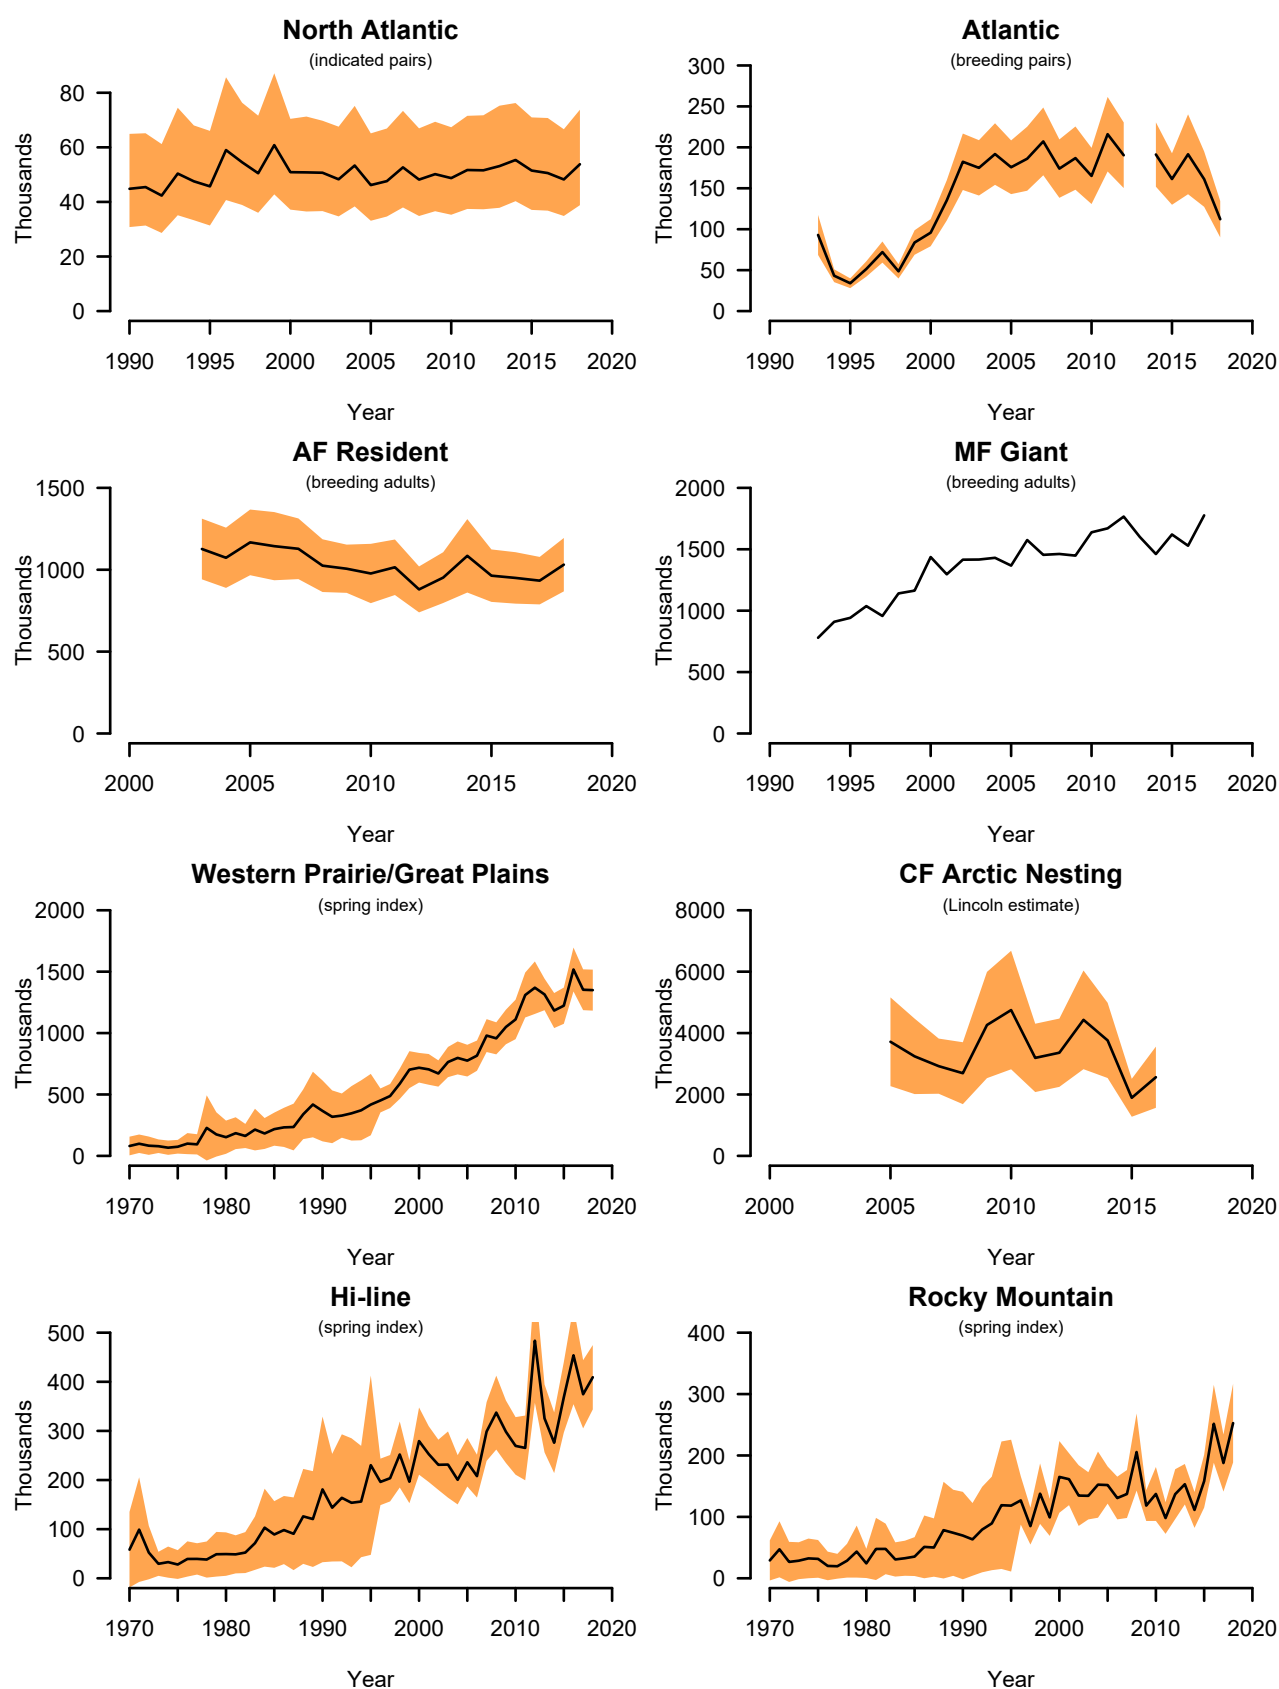 North Atlantic
(indicated pairs)
Thousands
80
60
40
20
0
1990 1995 2000 2005 2010 2015 2020
Year
Atlantic
(breeding pairs)
Thousands
300
250
200
150
100
50
0
1990 1995 2000 2005 2010 2015 2020
Year
AF Resident
(breeding adults)
Thousands
1500
1000
500
0
2000 2005 2010 2015 2020
Year
MF Giant
(breeding adults)
Thousands
2000
1500
1000
500
0
1990 1995 2000 2005 2010 2015 2020
Year
Western Prairie/Great Plains
(spring index)
Thousands
2000
1500
1000
500
0
1970 1980 1990 2000 2010 2020
Year
CF Arctic Nesting
(Lincoln estimate)
Thousands
8000
6000
4000
2000
0
2000 2005 2010 2015 2020
Year
Hi-line
(spring index)
Thousands
500
400
300
200
100
0
1970 1980 1990 2000 2010 2020
Year
Rocky Mountain
(spring index)
Thousands
400
300
200
100
0
1970 1980 1990 2000 2010 2020
Year